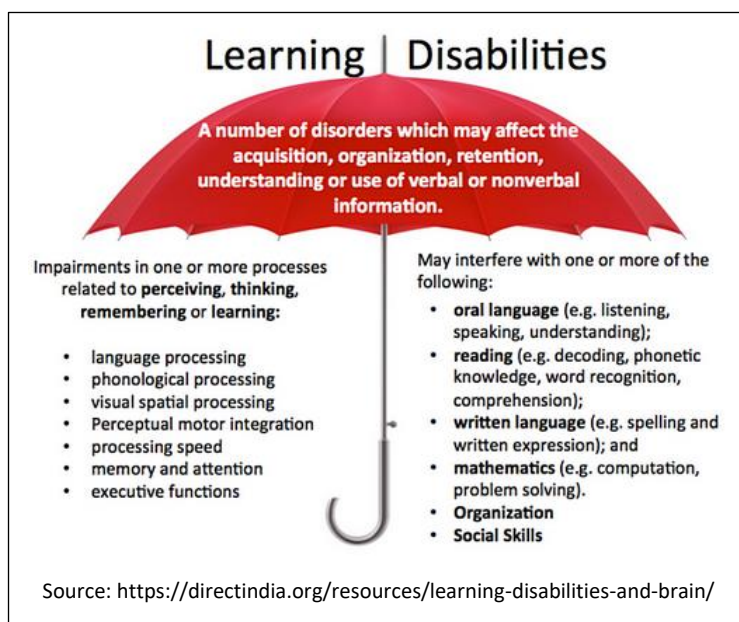 Learning Disabilities
A number of disorders which may affect the
acquisition, organization, retention,
understanding or use of verbal or nonverbal
information.
Impairments in one or more processes
related to perceiving, thinking,
remembering or learning:
• language processing
• phonological processing
• visual spatial processing
• Perceptual motor integration
• processing speed
• memory and attention
• executive functions
May interfere with one or more of the
following:
• oral language (e.g. listening,
speaking, understanding);
• reading (e.g. decoding, phonetic
knowledge, word recognition,
comprehension);
• written language (e.g. spelling and
written expression); and
• mathematics (e.g. computation,
problem solving).
• Organization
• Social Skills
Source: https://directindia.org/resources/learning-disabilities-and-brain/